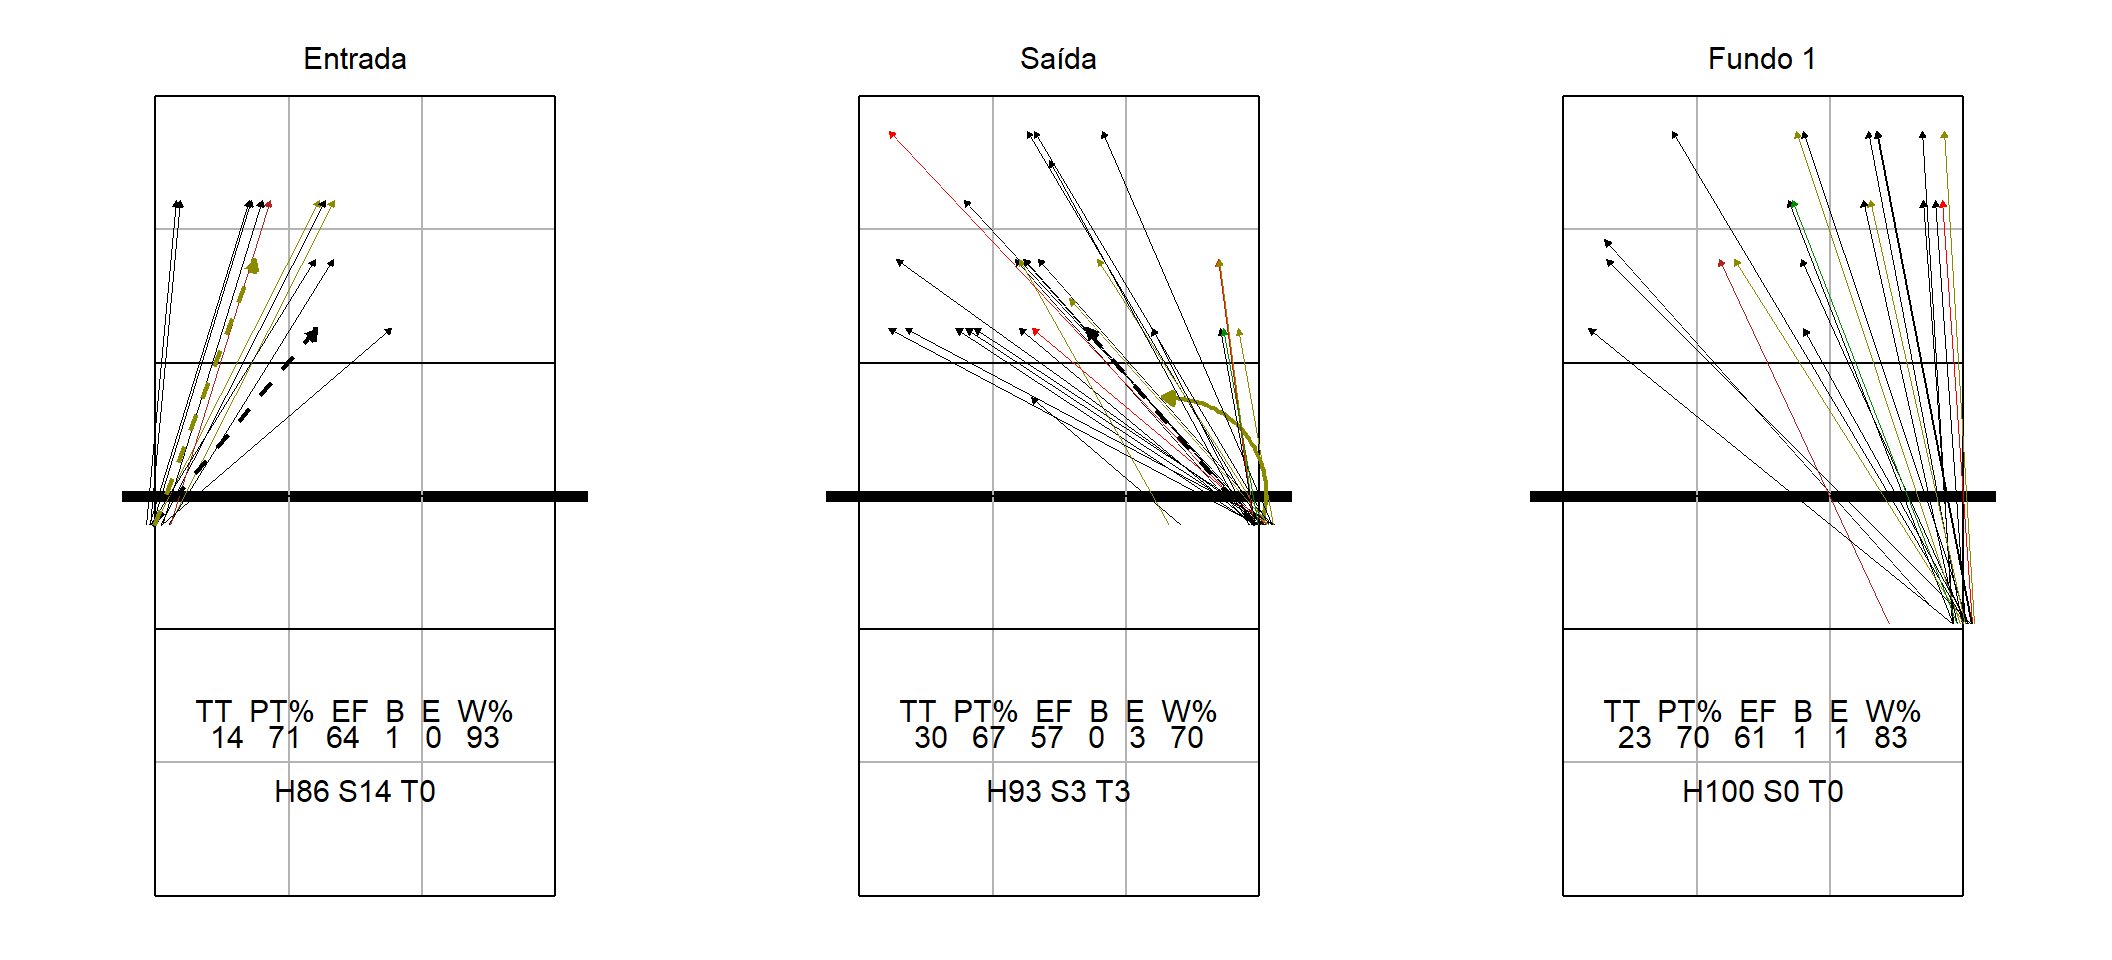 Entrada
TT PT% EF B E W%
14 71 64 1 0 93
H86 S14 T0
Saída
TT PT% EF B E W%
30 67 57 0 3 70
H93 S3 T3
Fundo 1
TT PT% EF B E W%
23 70 61 1 1 83
H100 S0 T0